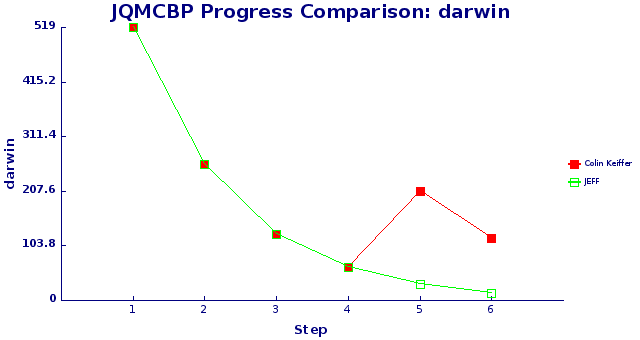 JQMCBP Progress Comparison: darwin
519
415.2
311.4
207.6
103.8
0
darwin
1 2 3 4 5 6
Step
Colin Keiffer
JEFF